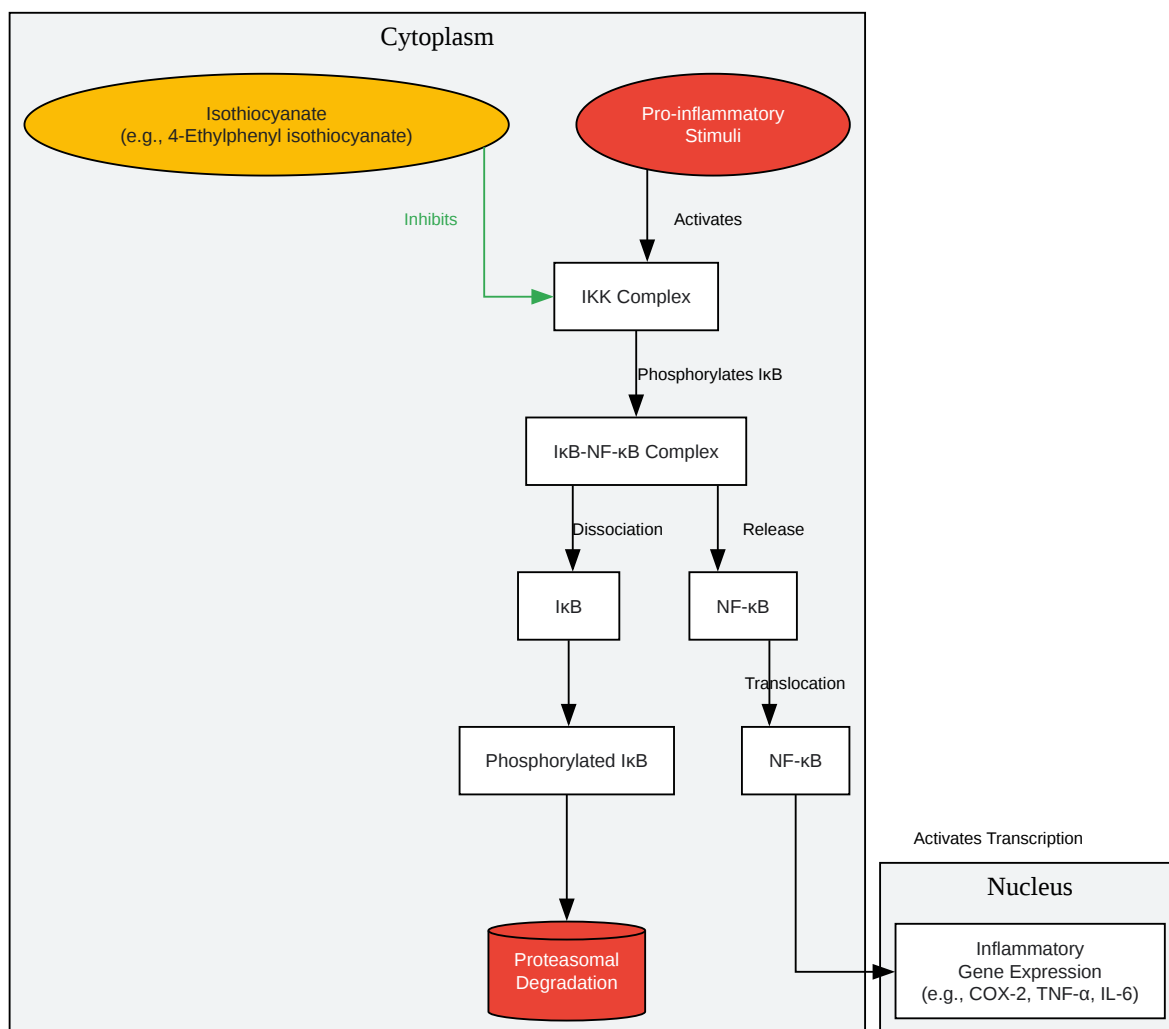 Cytoplasm
Isothiocyanate
(e.g., 4-Ethylphenyl isothiocyanate)
Pro-inflammatory
Stimuli
Inhibits
Activates
IKK Complex
Phosphorylates IκB
IκB-NF-κB Complex
Dissociation
Release
IκB
NF-κB
Translocation
Phosphorylated IκB
NF-κB
Activates Transcription
Nucleus
Proteasomal
Degradation
Inflammatory
Gene Expression
(e.g., COX-2, TNF-α, IL-6)